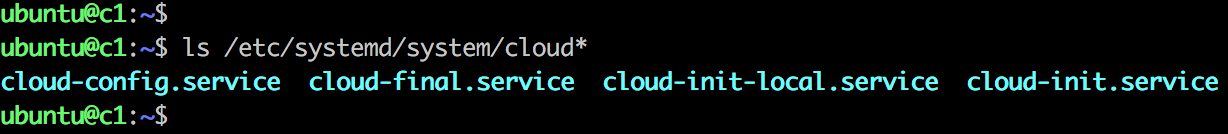 ubuntu@c1:~$
ubuntu@c1:~$ ls /etc/systemd/system/cloud*
cloud-config.service  cloud-final.service  cloud-init-local.service  cloud-init.service
ubuntu@c1:~$